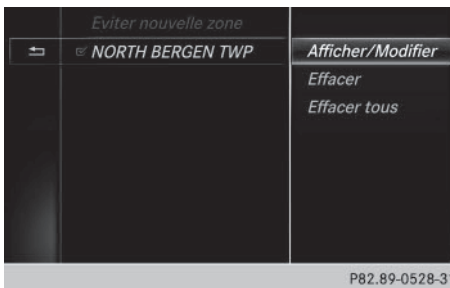 Eviter nouvelle zone
NORTH BERGEN TWP
Afficher/Modifier
Effacer
Effacer tous
P82.89-0528-31